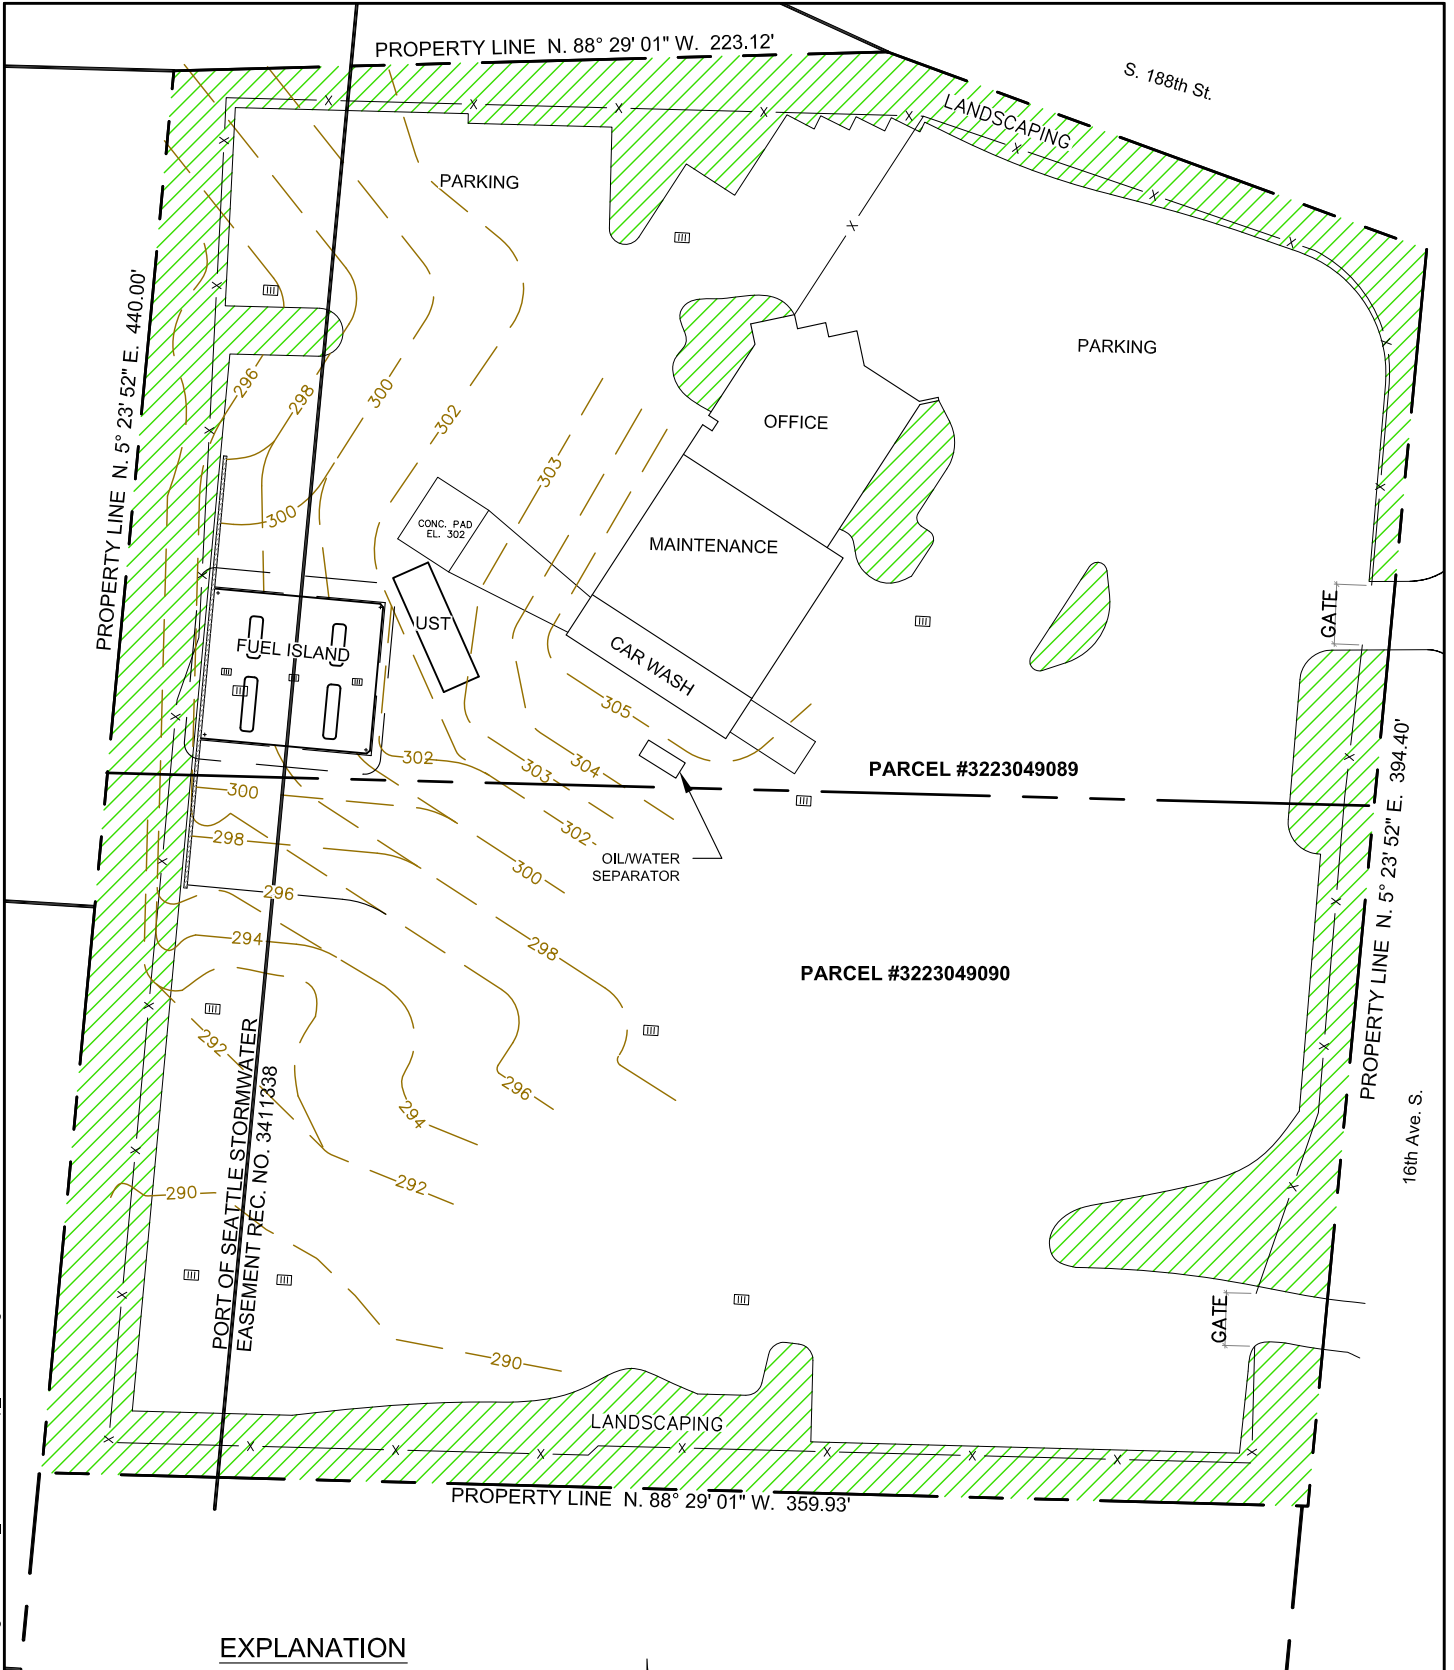 PROPERTY LINE N. 88° 29' 01" W. 223.12'
S. 188th St.
LANDSCAPING
PARKING
PARKING
PROPERTY LINE N. 5° 23' 52" E. 440.00'
296
298
300
302
303
OFFICE
300
CONC. PAD
EL. 302
MAINTENANCE
GATE
UST
FUEL ISLAND
CAR WASH
305
302
303
304
PARCEL #3223049089
300
298
302
300
OIL/WATER
SEPARATOR
296
294
298
PARCEL #3223049090
PROPERTY LINE N. 5° 23' 52" E. 394.40'
16th Ave. S.
292
296
294
292
290
PORT OF SEATTLE STORMWATER
EASEMENT REC. NO. 3411338
GATE
290
LANDSCAPING
PROPERTY LINE N. 88° 29' 01" W. 359.93'
EXPLANATION